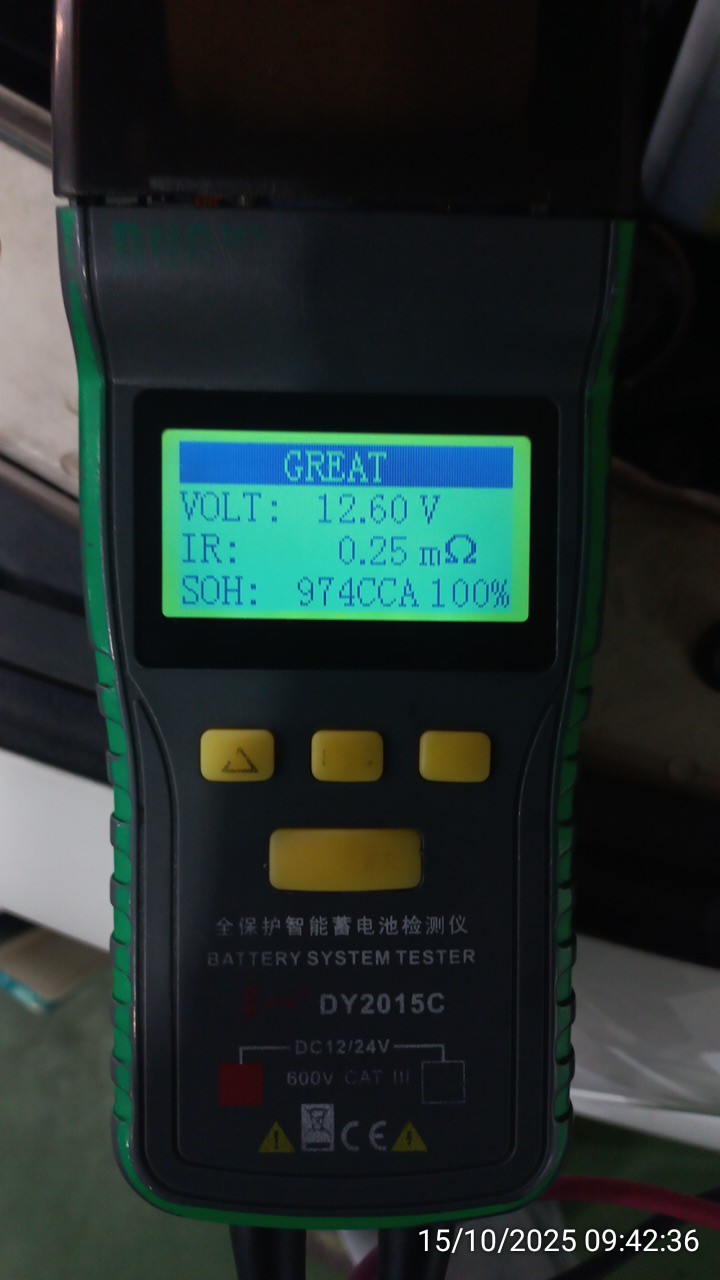 GREAT
VOLT: 12.60 V
IR: 0.25 mΩ
SOH: 974CCA 100%
全保护智能蓄电池检测仪
BATTERY SYSTEM TESTER
DY2015C
DC12/24V
600V CAT III
CE
15/10/2025 09:42:36